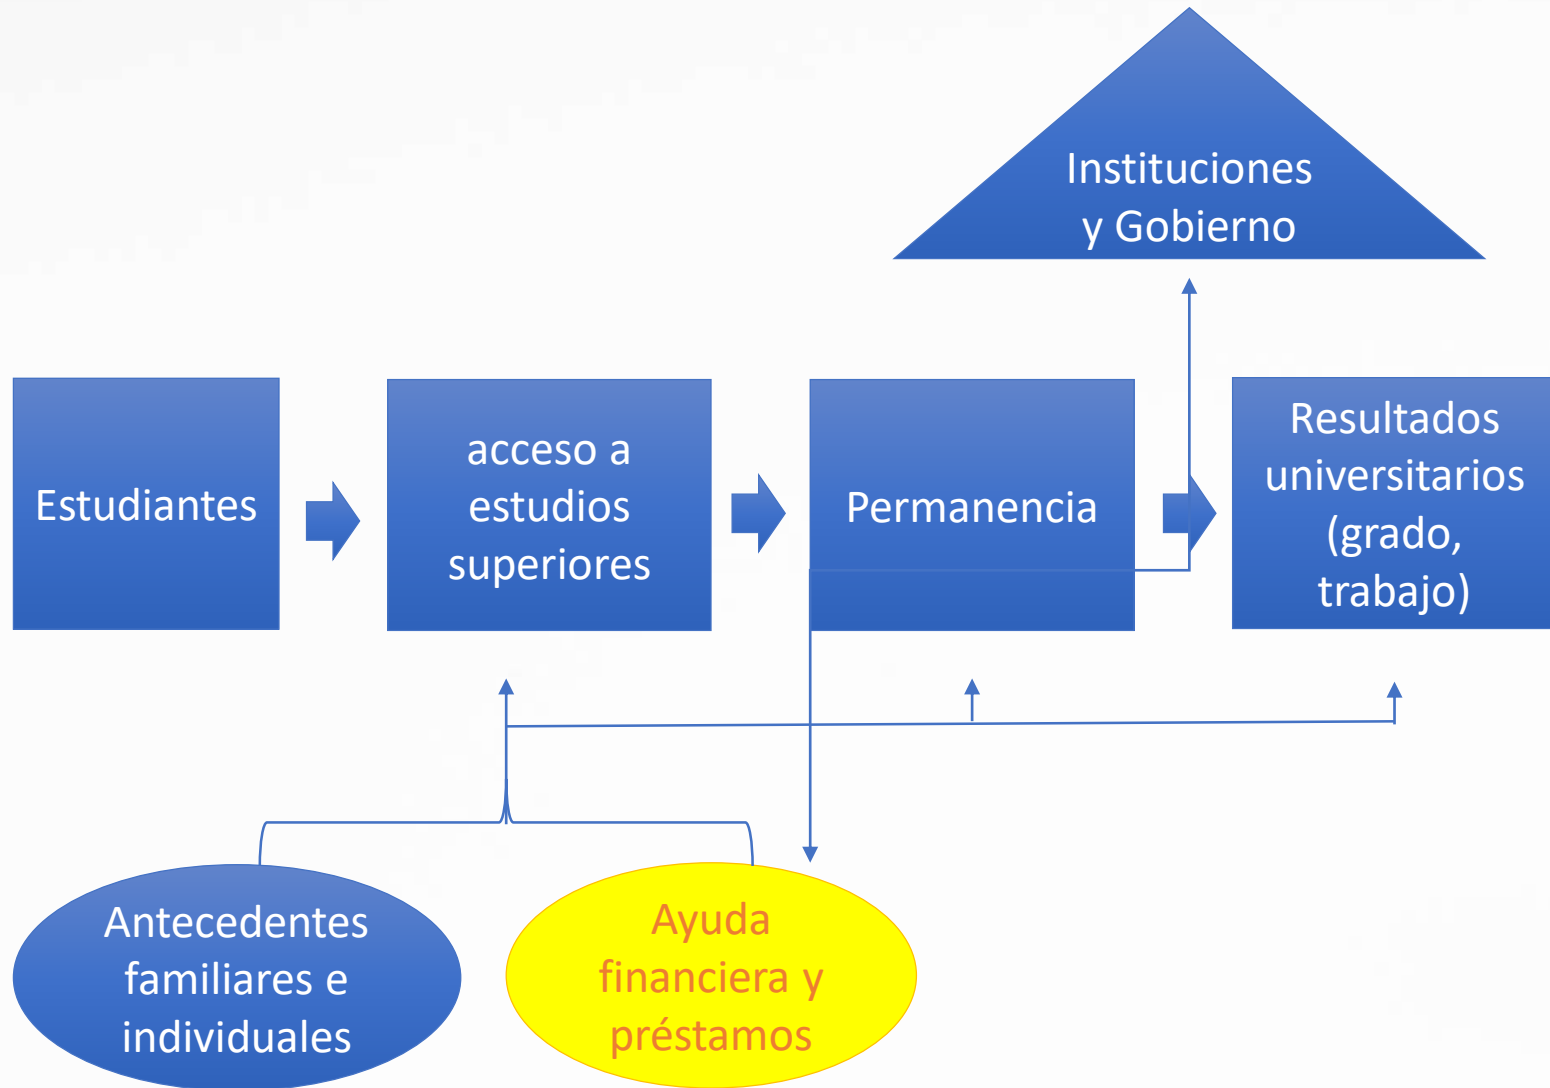 Instituciones
y Gobierno
Estudiantes
acceso a
estudios
superiores
Permanencia
Resultados
universitarios
(grado,
trabajo)
Antecedentes
familiares e
individuales
Ayuda
financiera y
préstamos